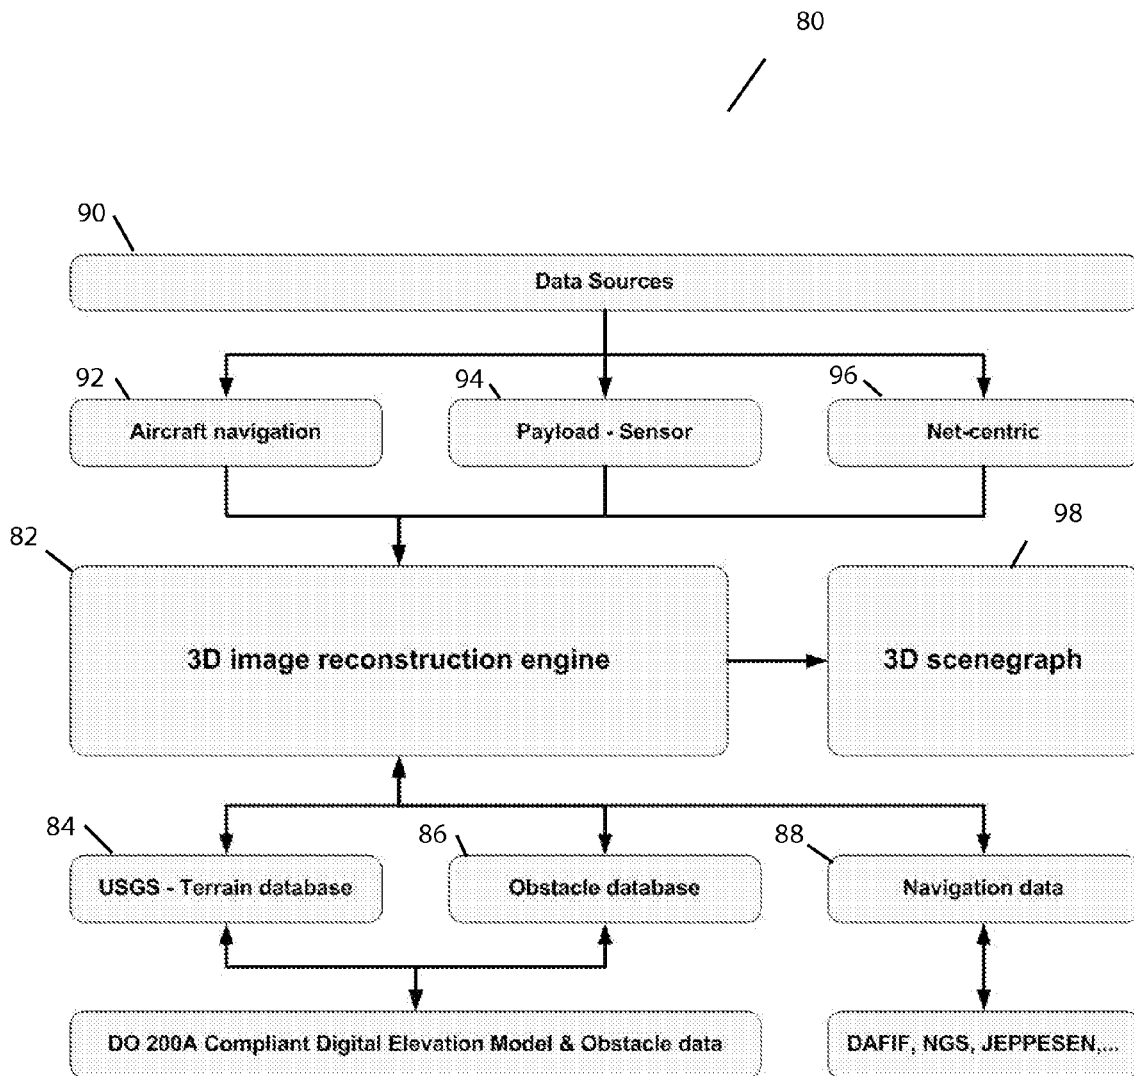 80
90
Data Sources
92
94
96
Aircraft navigation
Payload - Sensor
Net-centric
82
98
3D image reconstruction engine
3D scenegraph
84
86
88
USGS - Terrain database
Obstacle database
Navigation data
DO 200A Compliant Digital Elevation Model & Obstacle data
DAFIF, NGS, JEPPESEN,...